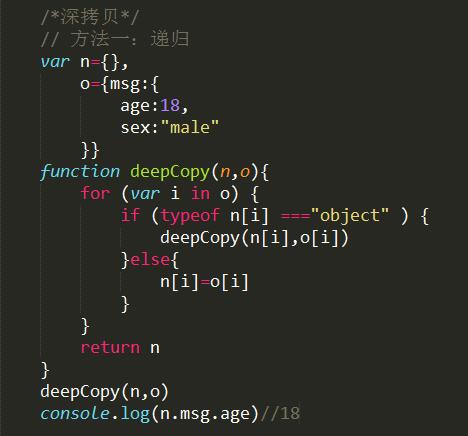 /*深拷贝*/
// 方法一：递归
var n={},
    o={msg:{
        age:18,
        sex:"male"
    }}
function deepCopy(n,o){
    for (var i in o) {
        if (typeof n[i] ==="object" ) {
            deepCopy(n[i],o[i])
        }else{
            n[i]=o[i]
        }
    }
    return n
}
deepCopy(n,o)
console.log(n.msg.age)//18